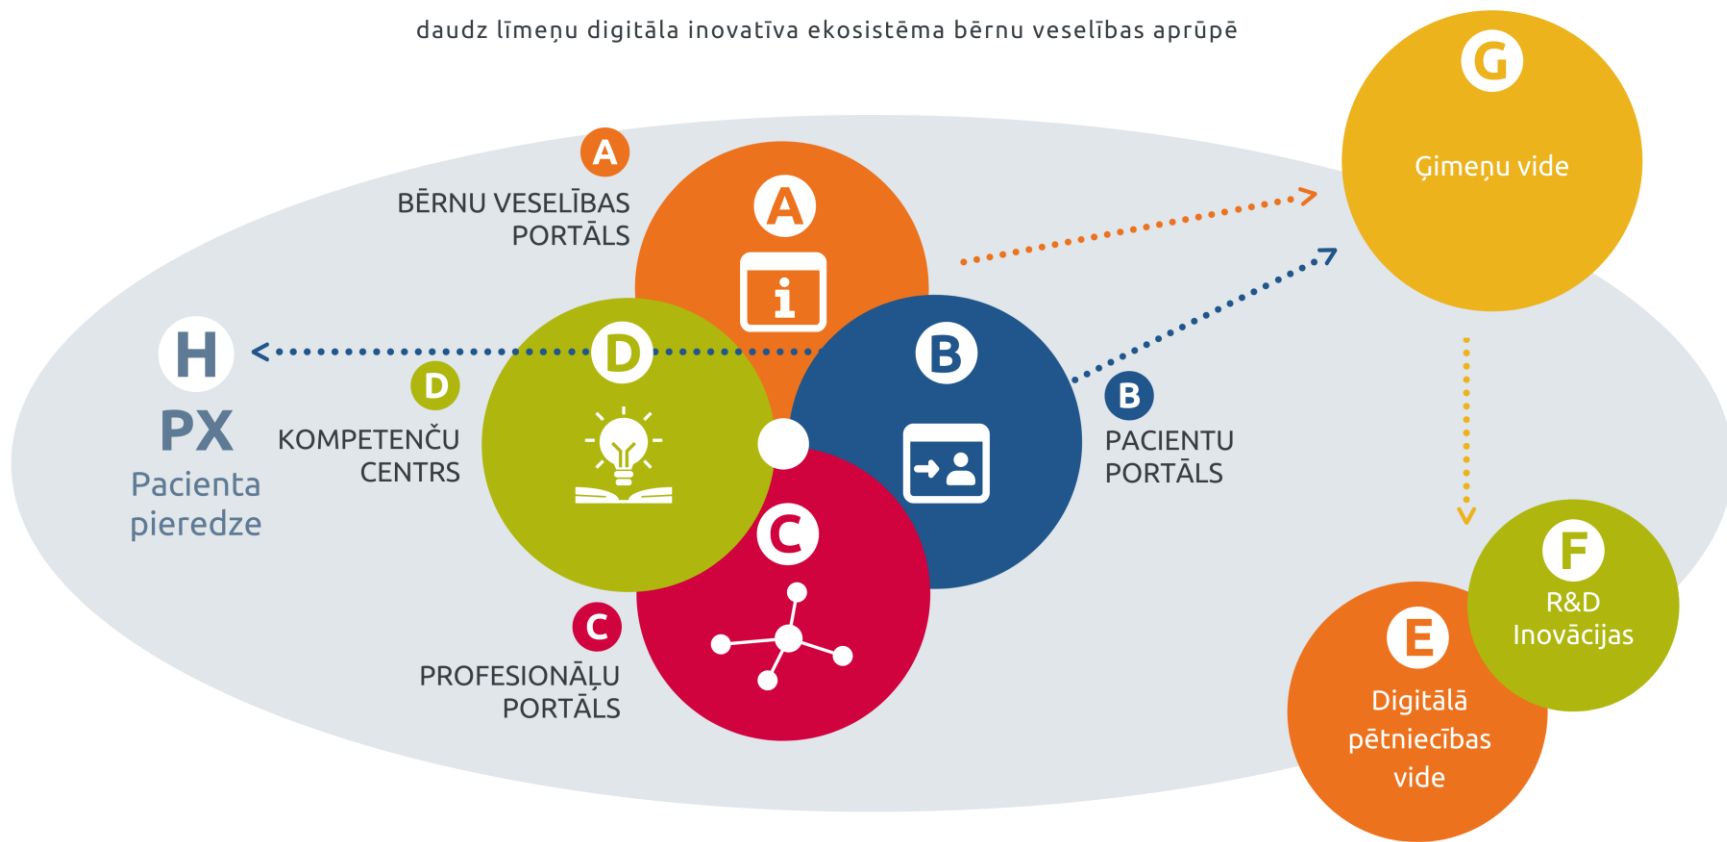 daudz līmeņu digitāla inovatīva ekosistēma bērnu veselības aprūpē
G
Ģimeņu vide
A
BĒRNU VESELĪBAS
PORTĀLS
A
H
PX
Pacienta
pieredze
D
KOMPETENČU
CENTRS
D
B
B
PACIENTU
PORTĀLS
C
C
PROFESIONĀĻU
PORTĀLS
F
R&D
Inovācijas
E
Digitālā
pētniecības
vide